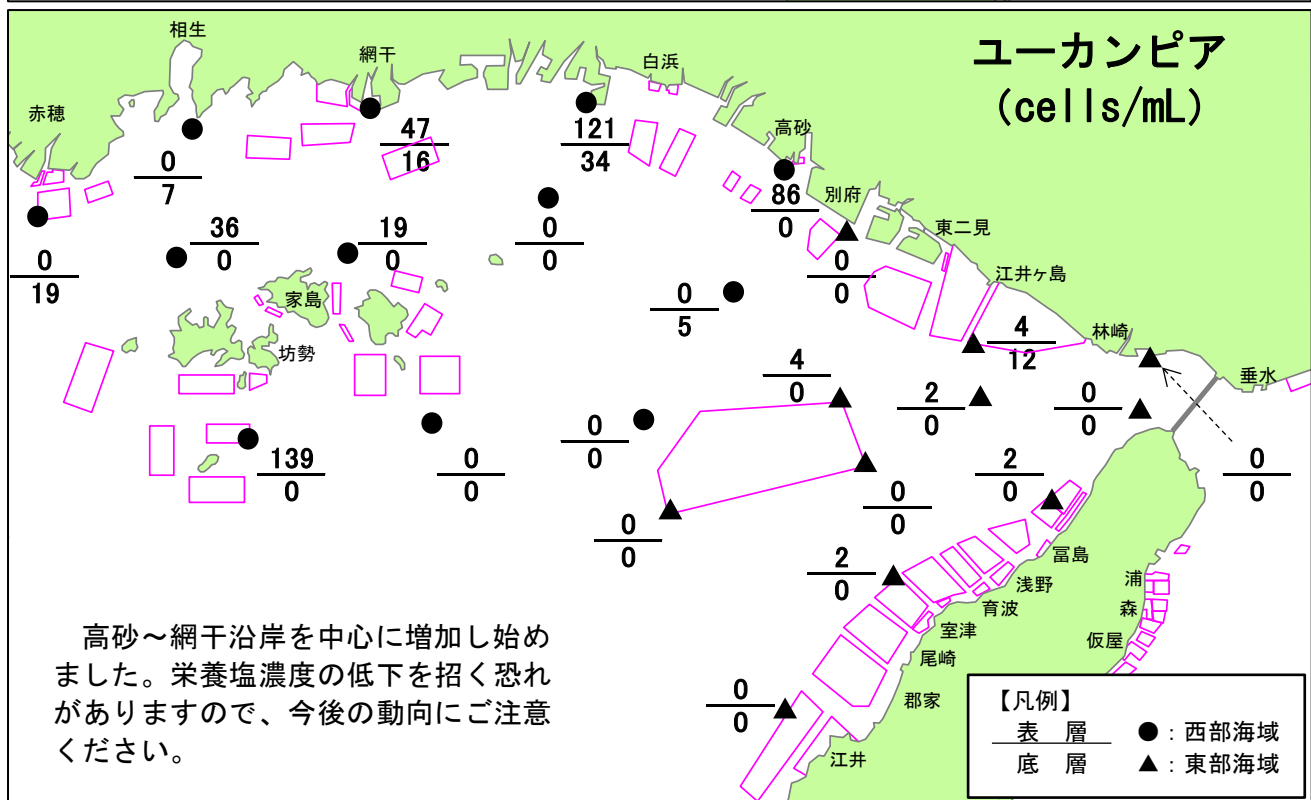 ユーカンピア
(cells/mL)
相生
網干
白浜
赤穂
高砂
別府
東二見
江井ヶ島
林崎
垂水
家島
坊勢
0
7
47
16
121
34
86
0
0
19
36
0
19
0
0
0
0
0
0
5
4
12
4
0
2
0
0
0
0
0
139
0
0
0
0
0
0
0
2
0
0
0
2
0
0
0
冨島
浅野
育波
室津
尾崎
郡家
江井
浦
森
仮屋
高砂～網干沿岸を中心に増加し始め
ました。栄養塩濃度の低下を招く恐れ
がありますので、今後の動向にご注意
ください。
【凡例】
表 層
底 層
●：西部海域
▲：東部海域